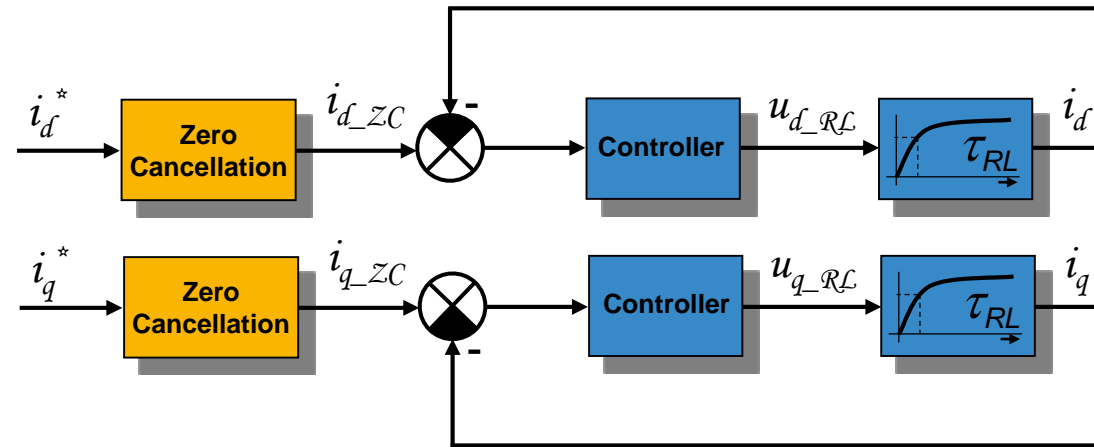 i_d* Zero Cancellation i_d_ZC - Controller u_d_RL τ_RL i_d
i_q* Zero Cancellation i_q_ZC - Controller u_q_RL τ_RL i_q